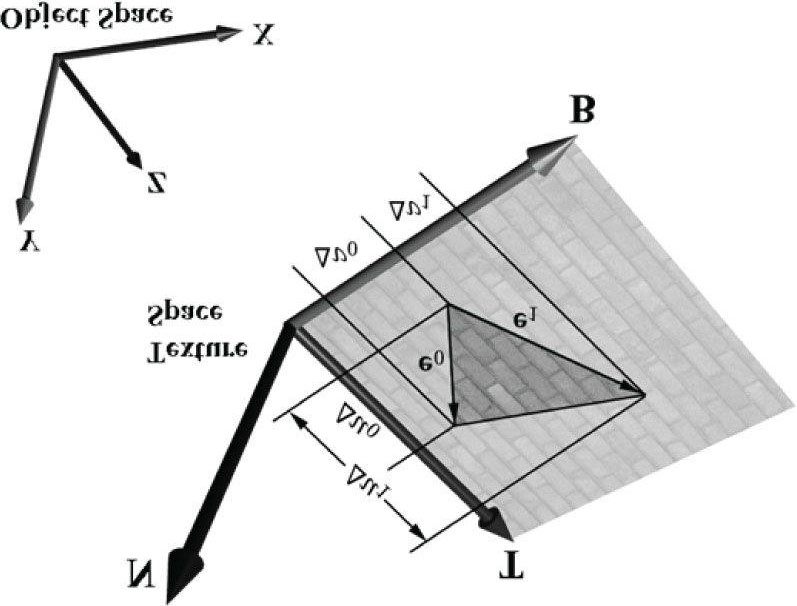 Object Space
X
Z
Y
B
Δv1
Δv0
Space
Texture
e1
e0
Δu0
Δu1
T
N